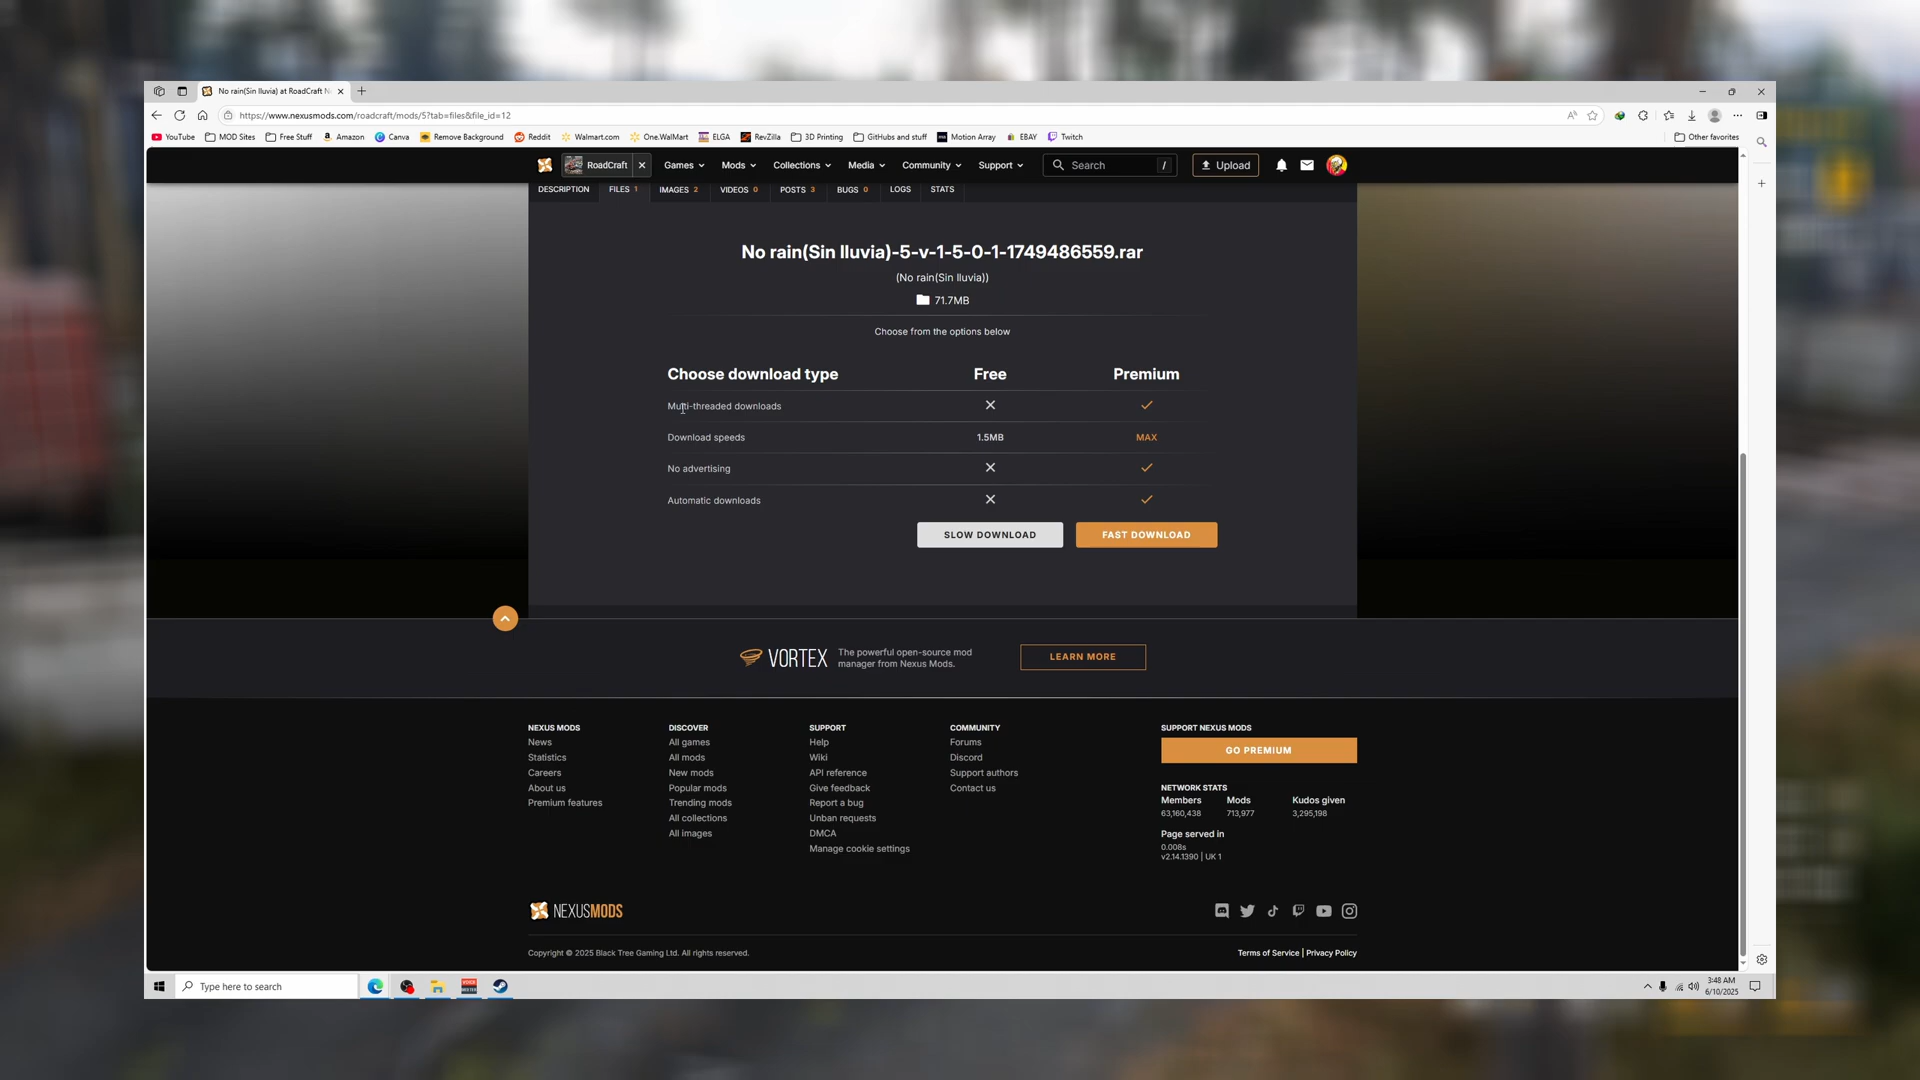 No rain(Sin lluvia) at RoadCraft N
https://www.nexusmods.com/roadcraft/mods/5?tab=files&file_id=12
YouTube MOD Sites Free Stuff Amazon Canva Remove Background Reddit Walmart.com One.WalMart ELGA RevZilla 3D Printing GitHubs and stuff Motion Array EBAY Twitch Other favorites
RoadCraft Games Mods Collections Media Community Support Search / Upload
DESCRIPTION FILES 1 IMAGES 2 VIDEOS 0 POSTS 3 BUGS 0 LOGS STATS
No rain(Sin lluvia)-5-v-1-5-0-1-1749486559.rar
(No rain(Sin lluvia))
71.7MB
Choose from the options below
Choose download type Free Premium
Multi-threaded downloads
Download speeds 1.5MB MAX
No advertising
Automatic downloads
SLOW DOWNLOAD FAST DOWNLOAD
VORTEX
The powerful open-source mod
manager from Nexus Mods.
LEARN MORE
NEXUS MODS
News
Statistics
Careers
About us
Premium features
DISCOVER
All games
All mods
New mods
Popular mods
Trending mods
All collections
All images
SUPPORT
Help
Wiki
API reference
Give feedback
Report a bug
Unban requests
DMCA
Manage cookie settings
COMMUNITY
Forums
Discord
Support authors
Contact us
SUPPORT NEXUS MODS
GO PREMIUM
NETWORK STATS
Members Mods Kudos given
63,160,438 713,977 3,295,198
Page served in
0.008s
v2.14.1390 | UK 1
NEXUSMODS
Copyright © 2025 Black Tree Gaming Ltd. All rights reserved.
Terms of Service | Privacy Policy
Type here to search
3:48 AM
6/10/2025